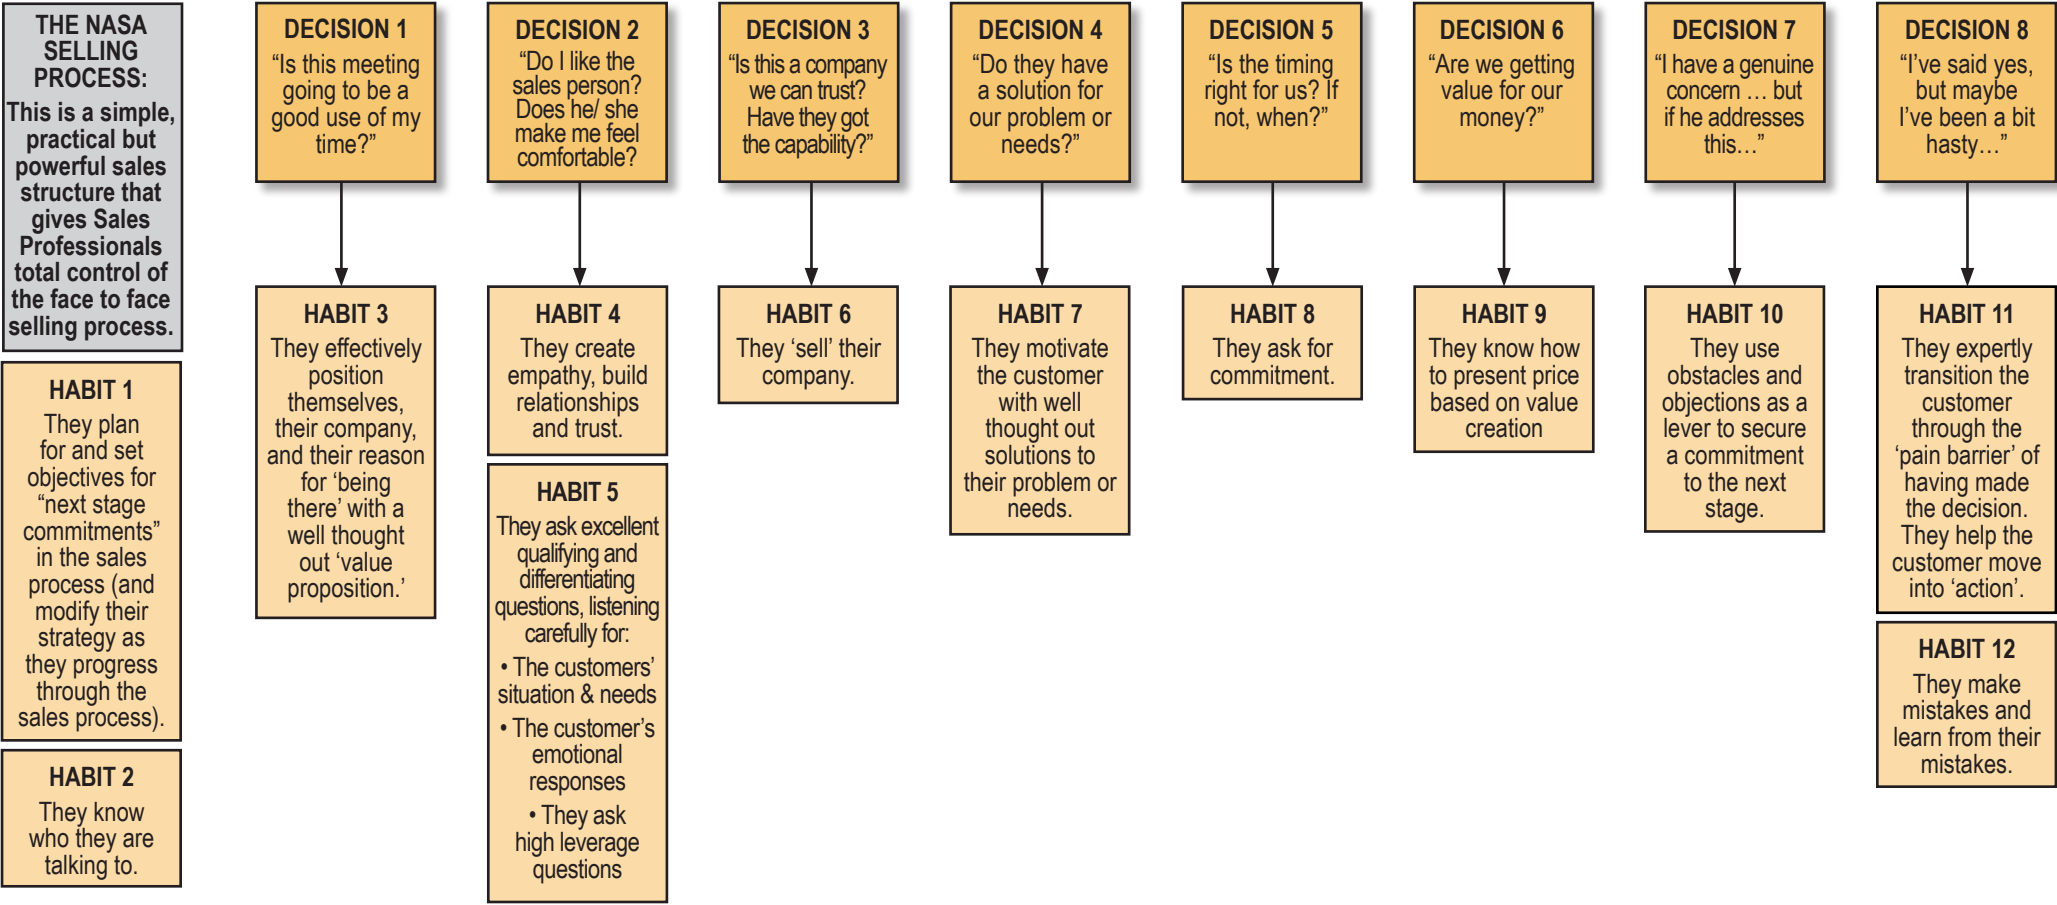 THE NASA
SELLING
PROCESS:
This is a simple,
practical but
powerful sales
structure that
gives Sales
Professionals
total control of
the face to face
selling process.
HABIT 1
They plan
for and set
objectives for
“next stage
commitments”
in the sales
process (and
modify their
strategy as
they progress
through the
sales process).
HABIT 2
They know
who they are
talking to.
DECISION 1
“Is this meeting
going to be a
good use of my
time?”
HABIT 3
They effectively
position
themselves,
their company,
and their reason
for ‘being
there’ with a
well thought
out ‘value
proposition.’
DECISION 2
“Do I like the
sales person?
Does he/ she
make me feel
comfortable?
HABIT 4
They create
empathy, build
relationships
and trust.
HABIT 5
They ask excellent
qualifying and
differentiating
questions, listening
carefully for:
• The customers’
situation & needs
• The customer’s
emotional
responses
• They ask
high leverage
questions
DECISION 3
“Is this a company
we can trust?
Have they got
the capability?”
HABIT 6
They ‘sell’ their
company.
DECISION 4
“Do they have
a solution for
our problem or
needs?”
HABIT 7
They motivate
the customer
with well
thought out
solutions to
their problem or
needs.
DECISION 5
“Is the timing
right for us? If
not, when?”
HABIT 8
They ask for
commitment.
DECISION 6
“Are we getting
value for our
money?”
HABIT 9
They know how
to present price
based on value
creation
DECISION 7
“I have a genuine
concern … but
if he addresses
this…”
HABIT 10
They use
obstacles and
objections as a
lever to secure
a commitment
to the next
stage.
DECISION 8
“I’ve said yes,
but maybe
I’ve been a bit
hasty…”
HABIT 11
They expertly
transition the
customer
through the
‘pain barrier’ of
having made
the decision.
They help the
customer move
into ‘action’.
HABIT 12
They make
mistakes and
learn from their
mistakes.